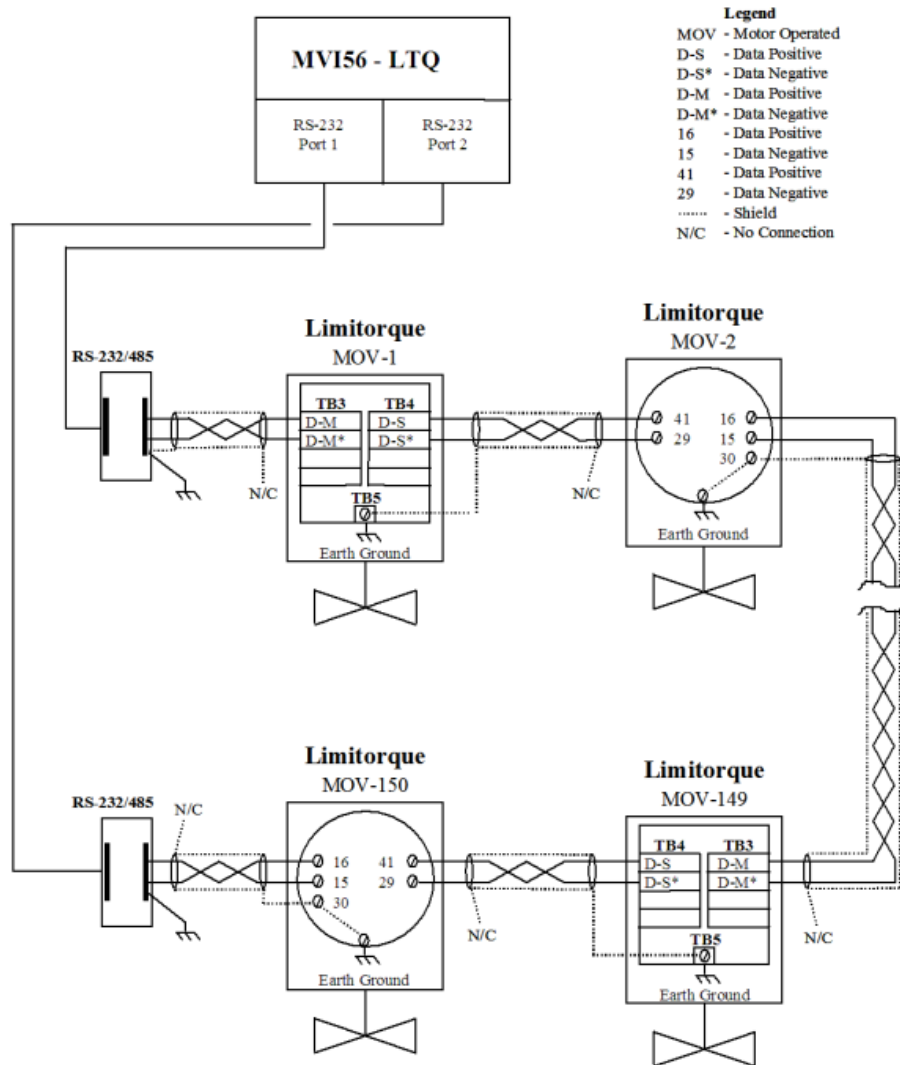 MVI56 - LTQ
RS-232
Port 1
RS-232
Port 2
Legend
MOV - Motor Operated
D-S - Data Positive
D-S* - Data Negative
D-M - Data Positive
D-M* - Data Negative
16 - Data Positive
15 - Data Negative
41 - Data Positive
29 - Data Negative
- Shield
N/C - No Connection
RS-232/485
N/C
Limitorque
MOV-1
TB3
TB4
D-M
D-S
D-M*
D-S*
TB5
Earth Ground
N/C
Limitorque
MOV-2
41
16
29
15
30
Earth Ground
RS-232/485
N/C
Limitorque
MOV-150
16
41
15
29
30
Earth Ground
N/C
Limitorque
MOV-149
TB4
TB3
D-S
D-M
D-S*
D-M*
TB5
Earth Ground
N/C